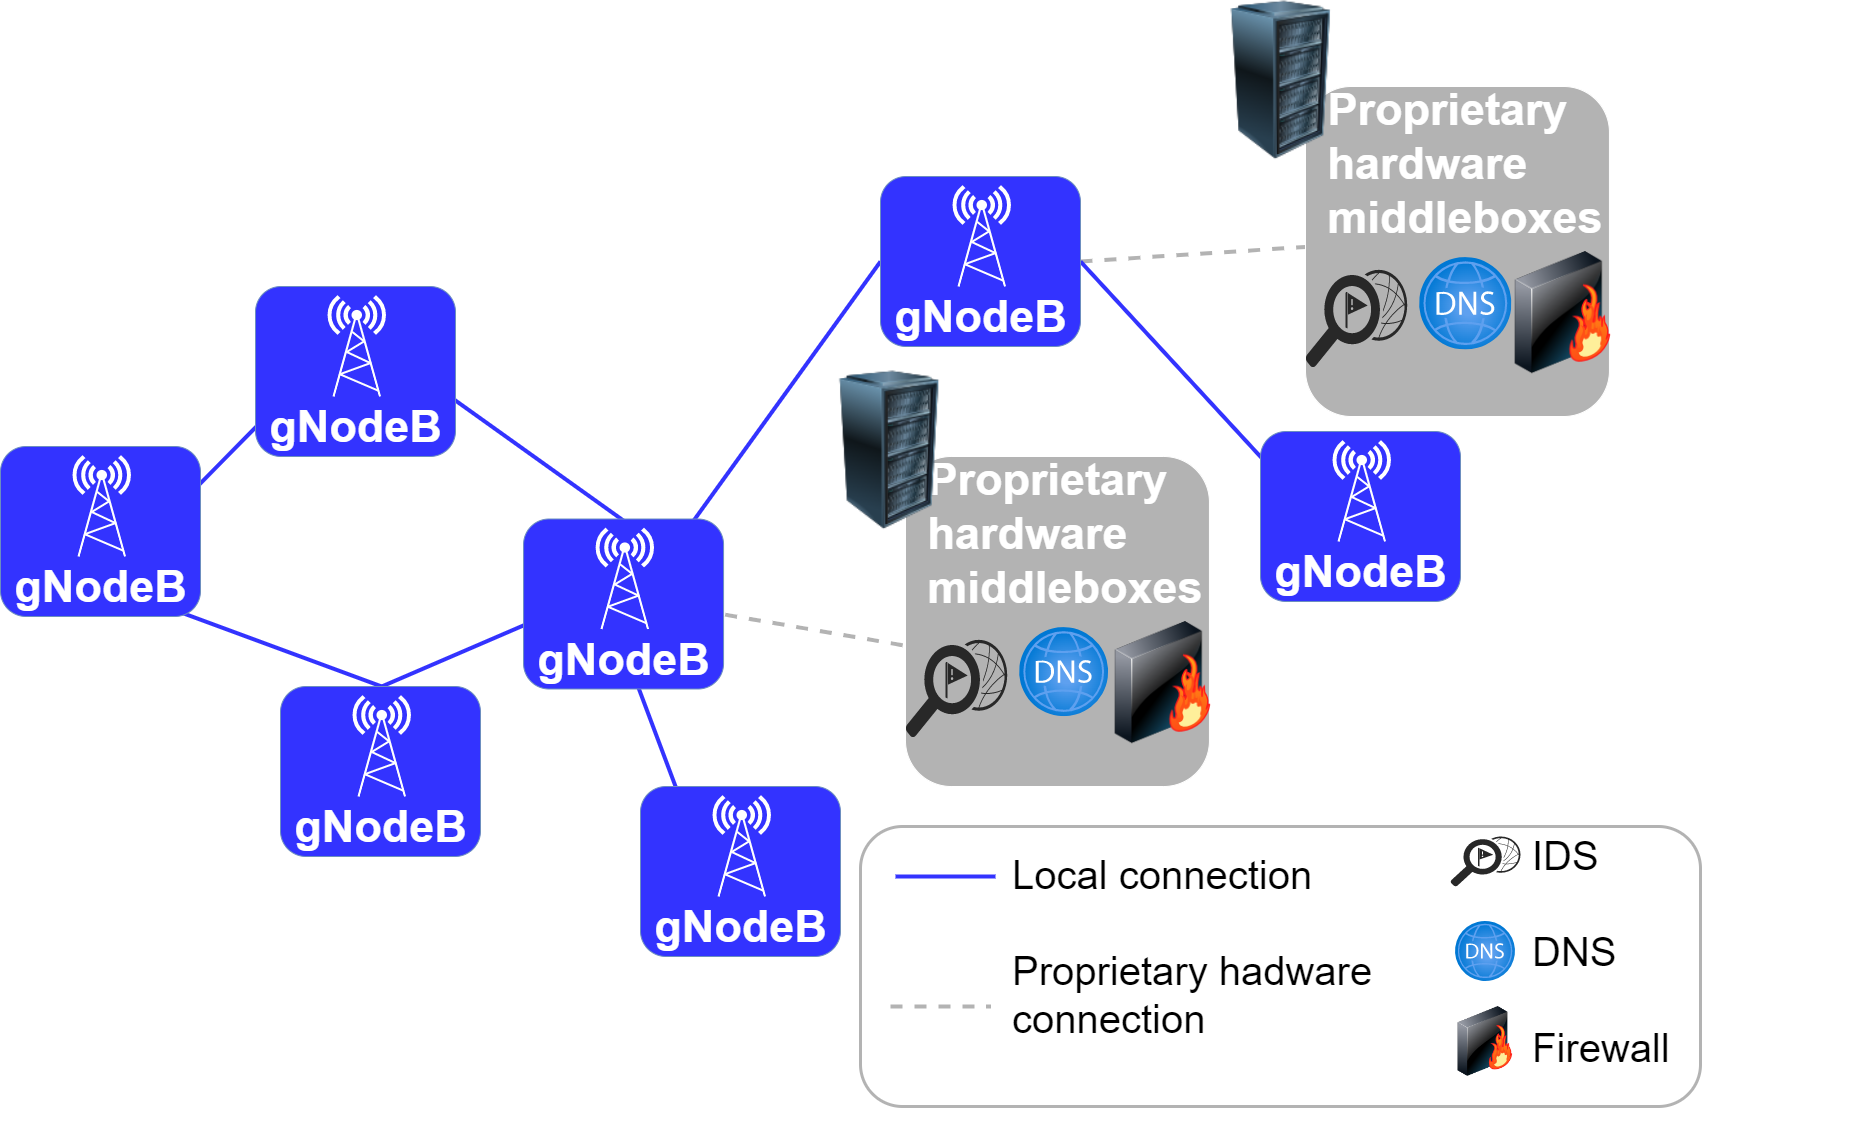 Proprietary
hardware
middleboxes
DNS
gNodeB
gNodeB
gNodeB
Proprietary
hardware
middleboxes
DNS
gNodeB
gNodeB
gNodeB
gNodeB
Local connection
Proprietary hadware
connection
IDS
DNS
DNS
Firewall